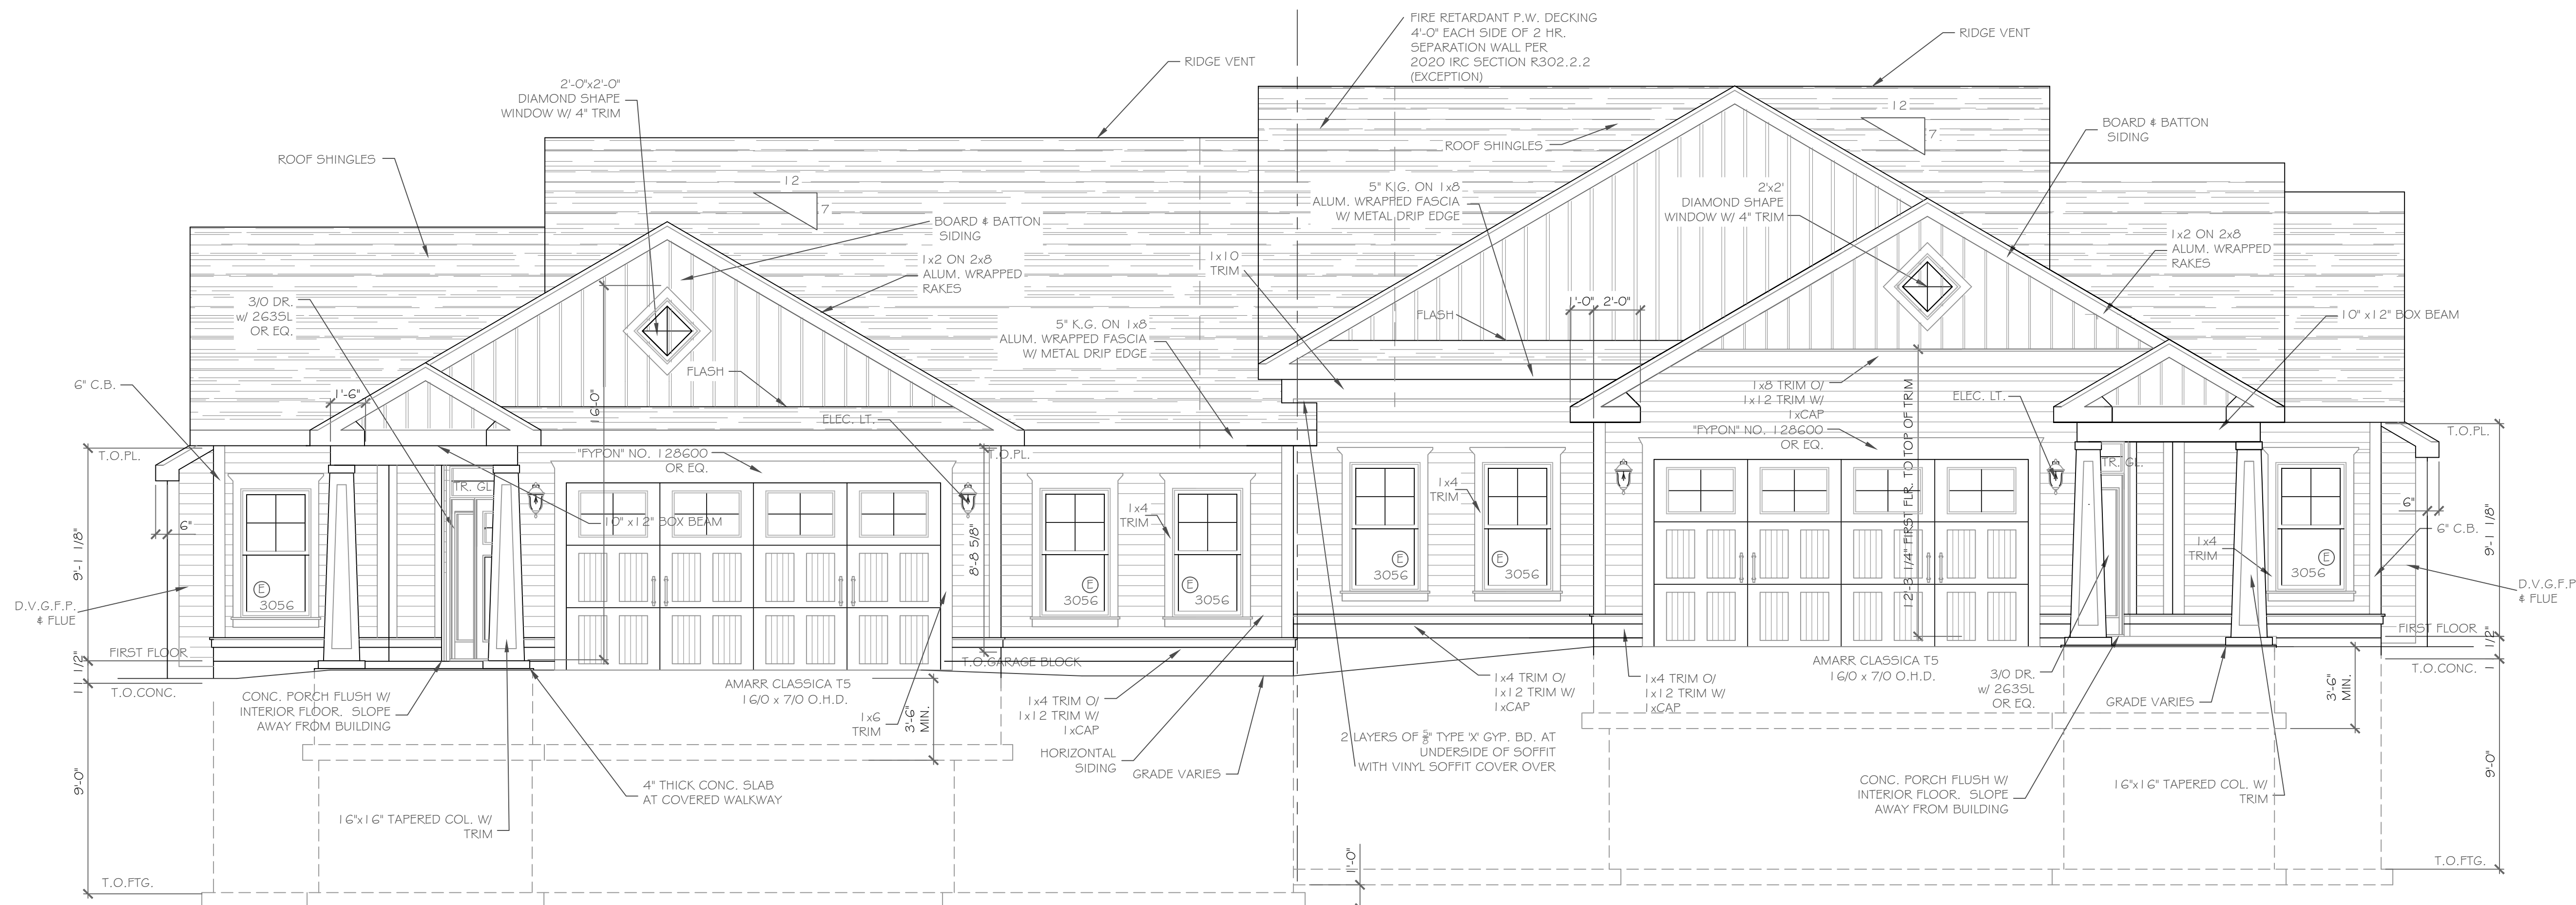 FIRE RETARDANT P.W. DECKING
4'-0" EACH SIDE OF 2 HR.
SEPARATION WALL PER
2020 IRC SECTION R302.2.2
(EXCEPTION)
RIDGE VENT
RIDGE VENT
2'-0"x2'-0"
DIAMOND SHAPE
WINDOW W/ 4" TRIM
ROOF SHINGLES
12
7
BOARD & BATTON
SIDING
1x2 ON 2x8
ALUM. WRAPPED
RAKES
3/0 DR.
w/ 263SL
OR EQ.
6" C.B.
1'-6"
16'-0"
FLASH
ELEC. LT.
5" K.G. ON 1x8
ALUM. WRAPPED FASCIA
W/ METAL DRIP EDGE
1x10
TRIM
5" K.G. ON 1x8
ALUM. WRAPPED FASCIA
W/ METAL DRIP EDGE
ROOF SHINGLES
12
7
BOARD & BATTON
SIDING
2'x2'
DIAMOND SHAPE
WINDOW W/ 4" TRIM
1x2 ON 2x8
ALUM. WRAPPED
RAKES
1'-0"
2'-0"
FLASH
10" x12" BOX BEAM
1x8 TRIM O/
1x12 TRIM W/
1xCAP
ELEC. LT.
"FYPON" NO. 128600
OR EQ.
12'-3 1/4" FIRST FLR. TO TOP OF TRIM
T.O.PL.
"FYPON" NO. 128600
OR EQ.
T.O.PL.
T.O.PL.
TR. GL.
TR. GL.
6"
10" x12" BOX BEAM
8'-8 5/8"
1x4
TRIM
1x4
TRIM
1x4
TRIM
6"
6" C.B.
9'-1 1/8"
9'-1 1/8"
E
3056
E
3056
E
3056
E
3056
E
3056
E
3056
D.V.G.F.P.
& FLUE
D.V.G.F.P.
& FLUE
FIRST FLOOR
FIRST FLOOR
1 1/2"
1 1/2"
T.O.CONC.
T.O.CONC.
T.O.GARAGE BLOCK
CONC. PORCH FLUSH W/
INTERIOR FLOOR. SLOPE
AWAY FROM BUILDING
AMARR CLASSICA T5
16/0 x 7/0 O.H.D.
1x6
TRIM
3'-6"
MIN.
1x4 TRIM O/
1x12 TRIM W/
1xCAP
HORIZONTAL
SIDING
GRADE VARIES
1x4 TRIM O/
1x12 TRIM W/
1xCAP
1x4 TRIM O/
1x12 TRIM W/
1xCAP
AMARR CLASSICA T5
16/0 x 7/0 O.H.D.
3/0 DR.
w/ 263SL
OR EQ.
GRADE VARIES
3'-6"
MIN.
2 LAYERS OF 5/8" TYPE 'X' GYP. BD. AT
UNDERSIDE OF SOFFIT
WITH VINYL SOFFIT COVER OVER
4" THICK CONC. SLAB
AT COVERED WALKWAY
16"x16" TAPERED COL. W/
TRIM
CONC. PORCH FLUSH W/
INTERIOR FLOOR. SLOPE
AWAY FROM BUILDING
16"x16" TAPERED COL. W/
TRIM
9'-0"
9'-0"
1'-0"
T.O.FTG.
T.O.FTG.